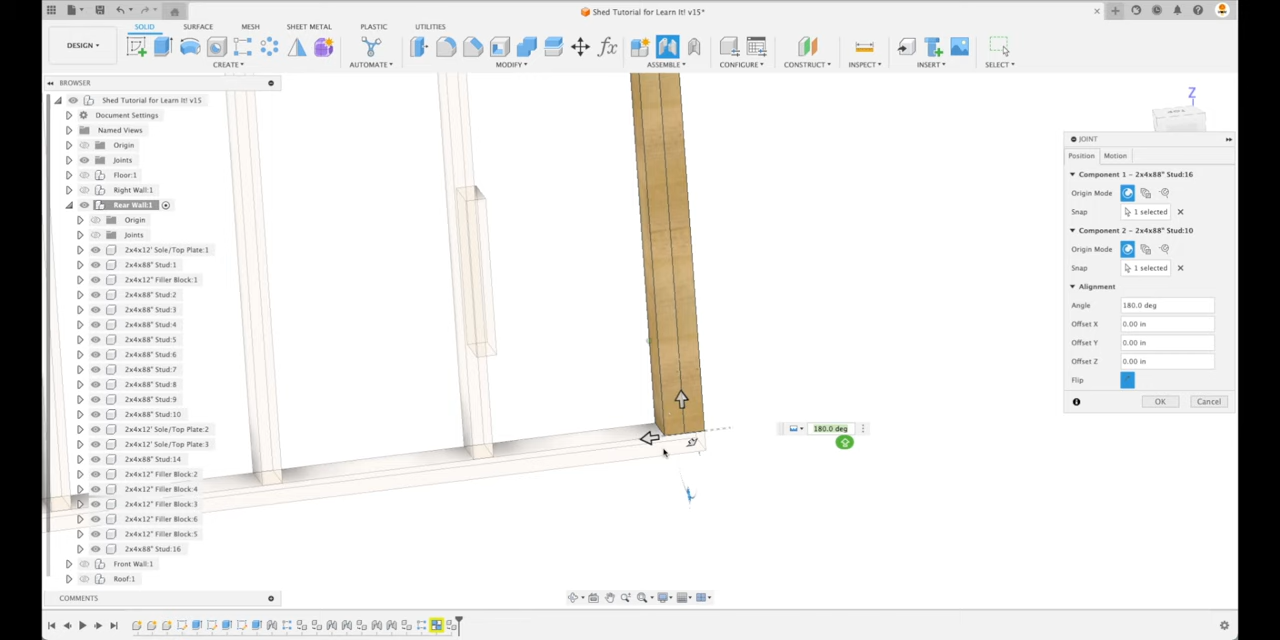 Shed Tutorial for Learn It! v15*
SOLID SURFACE MESH SHEET METAL PLASTIC UTILITIES
DESIGN
CREATE AUTOMATE MODIFY ASSEMBLE CONFIGURE CONSTRUCT INSPECT INSERT SELECT
BROWSER
Shed Tutorial for Learn It! v15
Document Settings
Named Views
Origin
Joints
Floor:1
Right Wall:1
Rear Wall:1
Origin
Joints
2x4x12' Sole/Top Plate:1
2x4x88" Stud:1
2x4x12" Filler Block:1
2x4x88" Stud:2
2x4x88" Stud:3
2x4x88" Stud:4
2x4x88" Stud:5
2x4x88" Stud:6
2x4x88" Stud:7
2x4x88" Stud:8
2x4x88" Stud:9
2x4x88" Stud:10
2x4x12' Sole/Top Plate:2
2x4x12' Sole/Top Plate:3
2x4x88" Stud:14
2x4x12" Filler Block:2
2x4x12" Filler Block:4
2x4x12" Filler Block:3
2x4x12" Filler Block:6
2x4x12" Filler Block:5
2x4x88" Stud:16
Front Wall:1
Roof:1
COMMENTS
180.0 deg
Z
JOINT
Position Motion
Component 1 - 2x4x88" Stud:16
Origin Mode
Snap 1 selected
Component 2 - 2x4x88" Stud:10
Origin Mode
Snap 1 selected
Alignment
Angle 180.0 deg
Offset X 0.00 in
Offset Y 0.00 in
Offset Z 0.00 in
Flip
OK Cancel